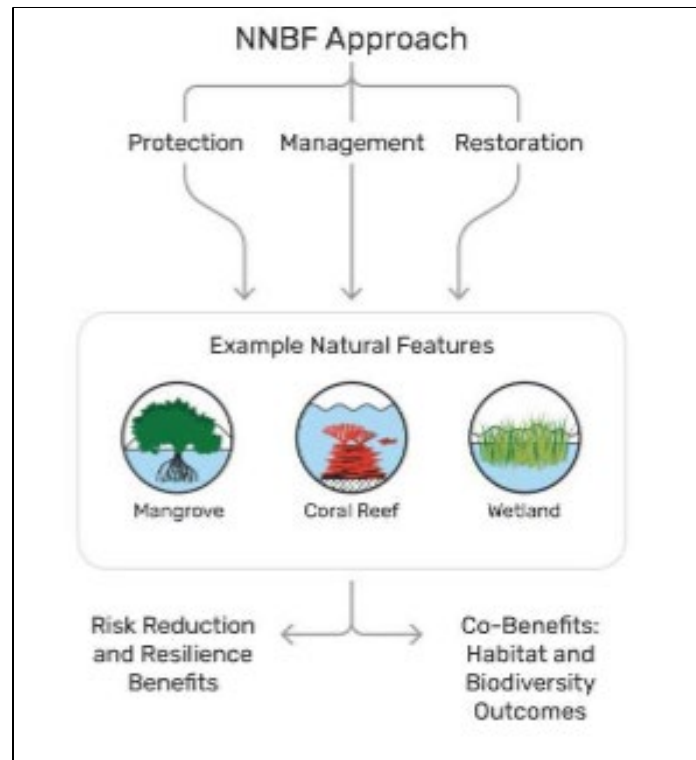 NNBF Approach
Protection
Management
Restoration
Example Natural Features
Mangrove
Coral Reef
Wetland
Risk Reduction
and Resilience
Benefits
Co-Benefits:
Habitat and
Biodiversity
Outcomes